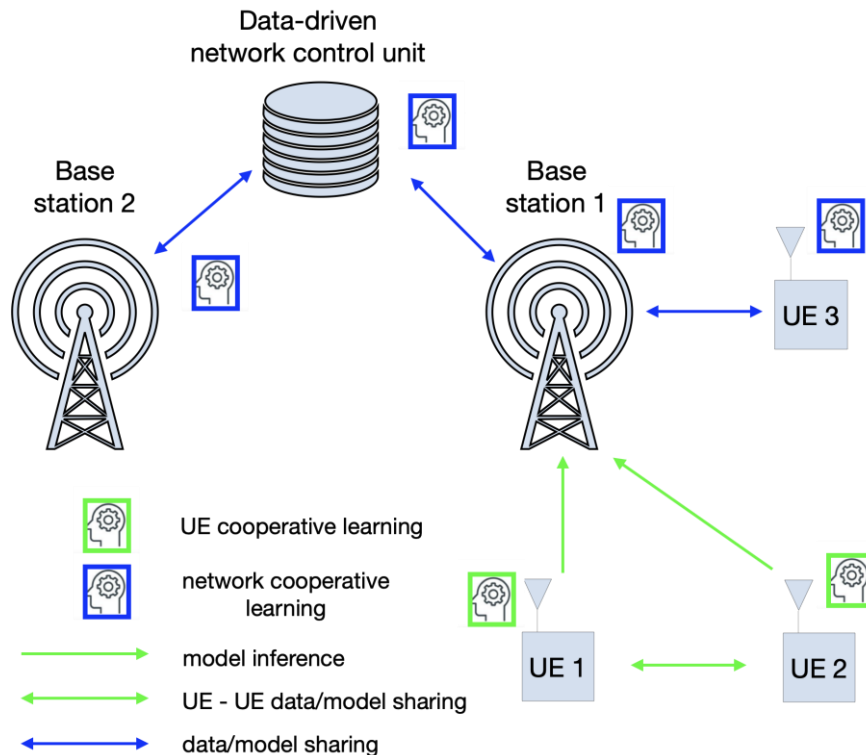 Data-driven
network control unit
Base
station 2
Base
station 1
UE 3
UE cooperative learning
network cooperative
learning
model inference
UE - UE data/model sharing
data/model sharing
UE 1
UE 2